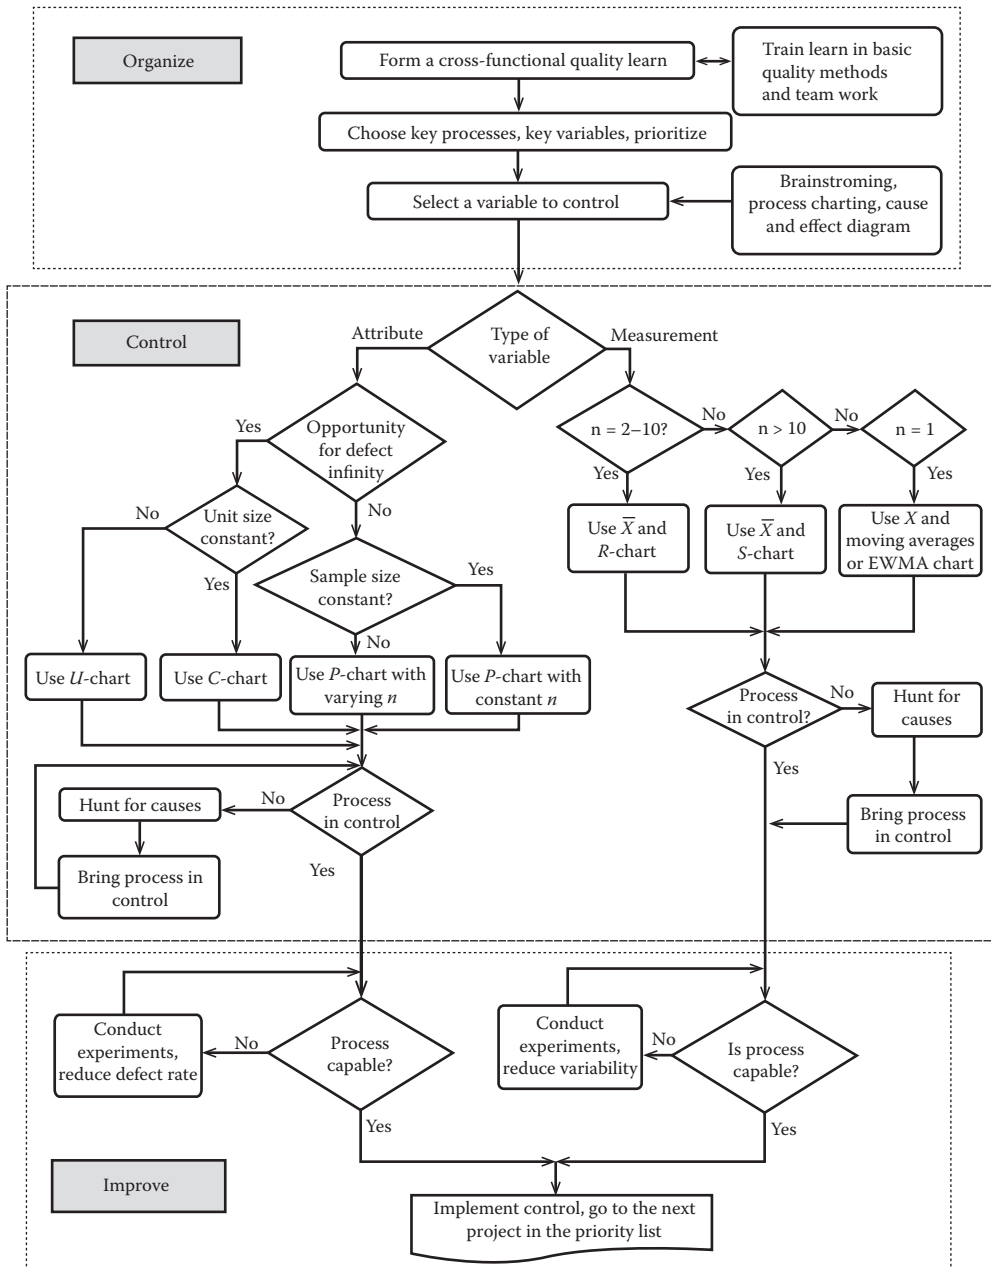 Organize
Form a cross-functional quality learn
Train learn in basic
quality methods
and team work
Choose key processes, key variables, prioritize
Select a variable to control
Brainstroming,
process charting, cause
and effect diagram
Control
Type of
variable
Attribute
Measurement
Opportunity
for defect
infinity
Yes
No
n = 2–10?
No
n > 10
No
n = 1
Yes
Yes
Yes
Unit size
constant?
No
Yes
Sample size
constant?
Yes
No
Use X̅ and
R-chart
Use X̅ and
S-chart
Use X and
moving averages
or EWMA chart
Use U-chart
Use C-chart
Use P-chart with
varying n
Use P-chart with
constant n
Process
in control?
No
Hunt for
causes
Yes
Bring process
in control
Process
in control
No
Hunt for causes
Yes
Bring process in
control
Process
capable?
No
Conduct
experiments,
reduce defect rate
Yes
Is process
capable?
No
Conduct
experiments,
reduce variability
Yes
Improve
Implement control, go to the next
project in the priority list